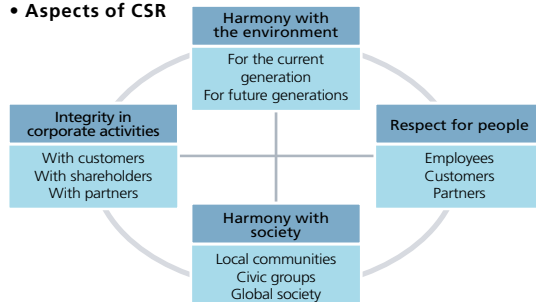 • Aspects of CSR
Harmony with
the environment
For the current
generation
For future generations
Integrity in
corporate activities
With customers
With shareholders
With partners
Respect for people
Employees
Customers
Partners
Harmony with
society
Local communities
Civic groups
Global society